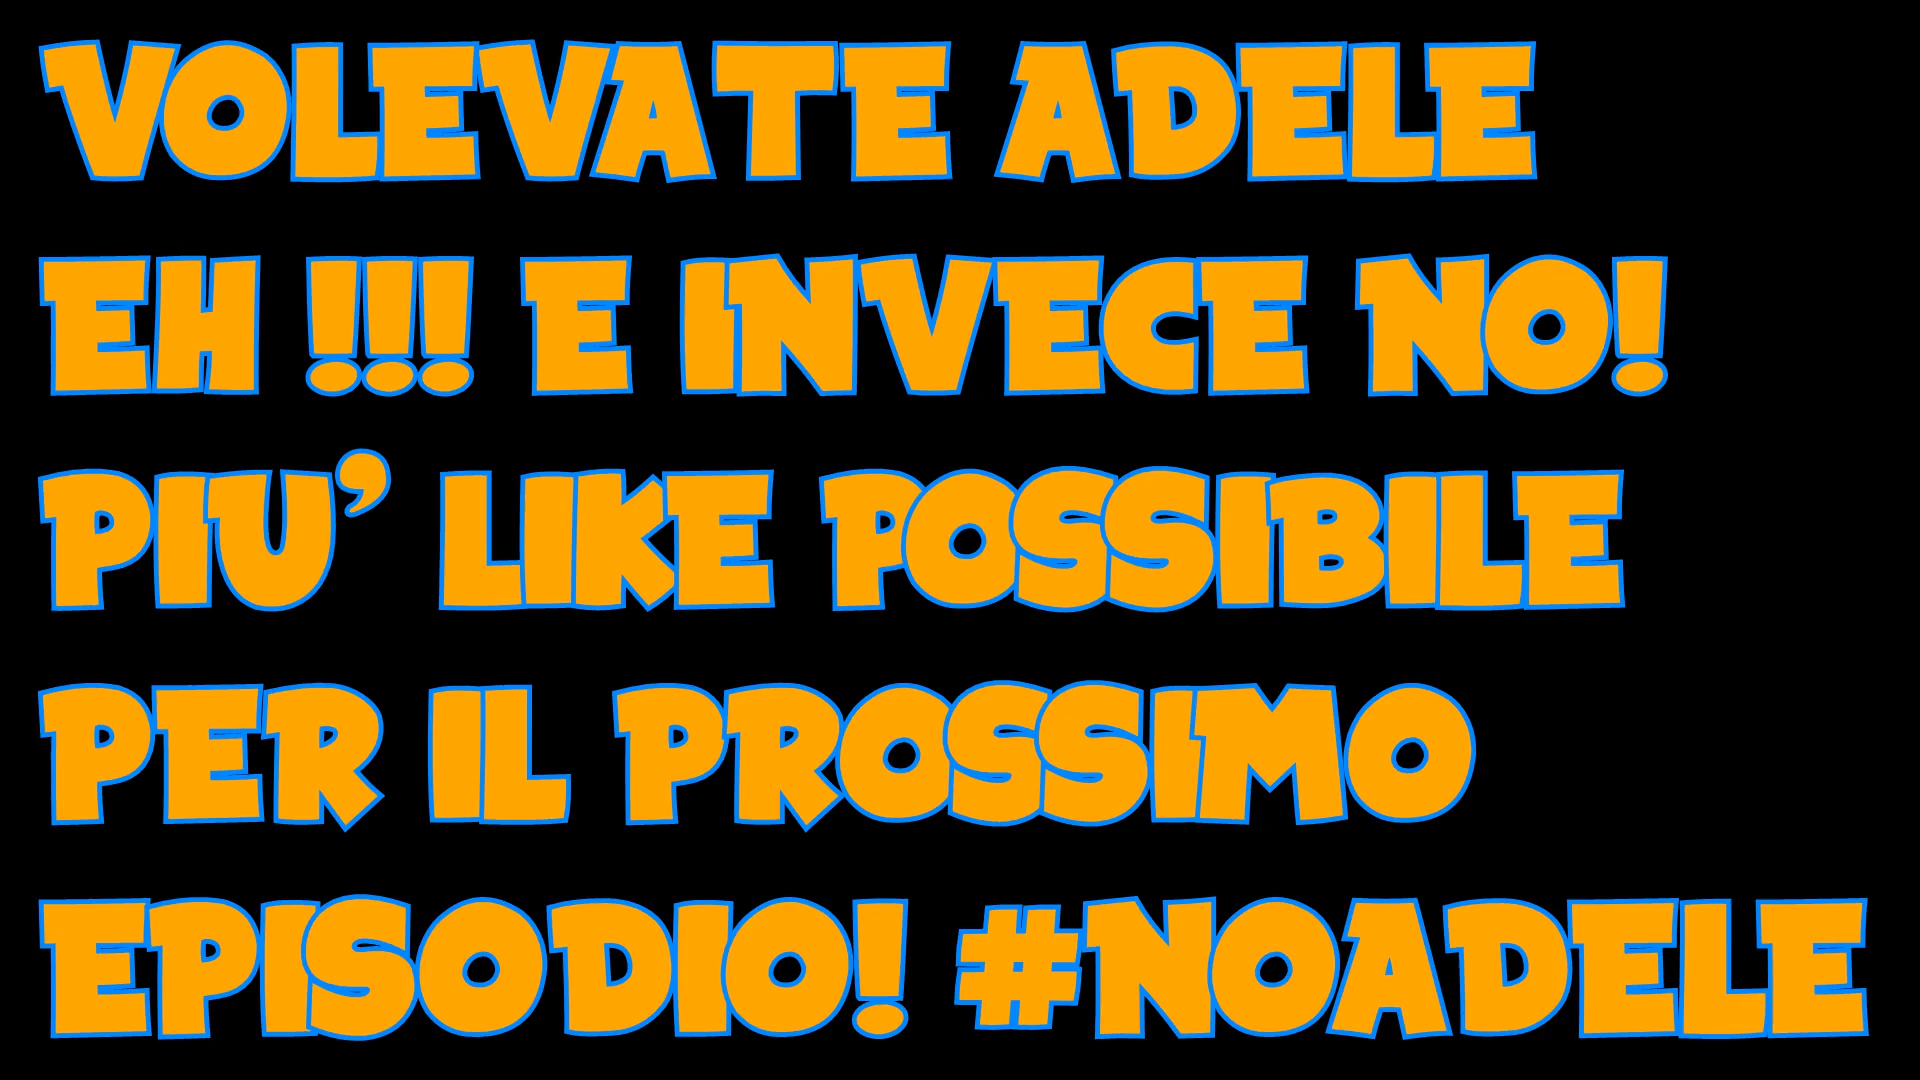 VOLEVATE ADELE
EH !!! E INVECE NO!
PIU’ LIKE POSSIBILE
PER IL PROSSIMO
EPISODIO! #NOADELE